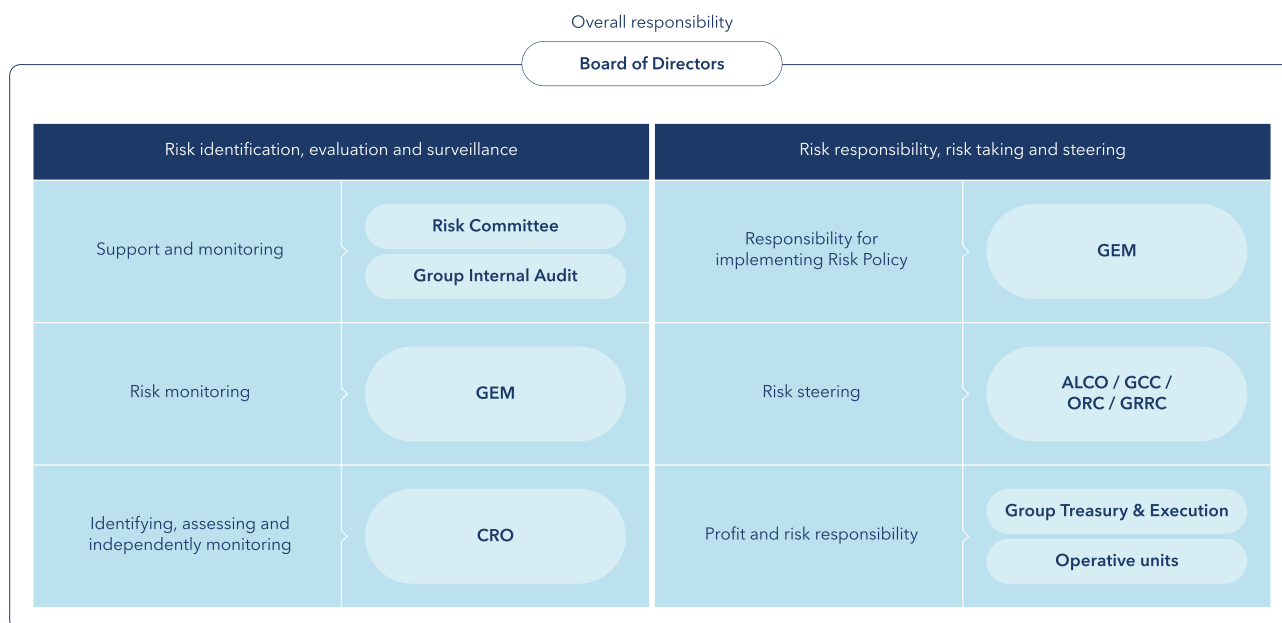 Overall responsibility
Board of Directors
Risk identification, evaluation and surveillance
Support and monitoring
Risk Committee
Group Internal Audit
Risk monitoring
GEM
Identifying, assessing and
independently monitoring
CRO
Risk responsibility, risk taking and steering
Responsibility for
implementing Risk Policy
GEM
Risk steering
ALCO / GCC /
ORC / GRRC
Profit and risk responsibility
Group Treasury & Execution
Operative units